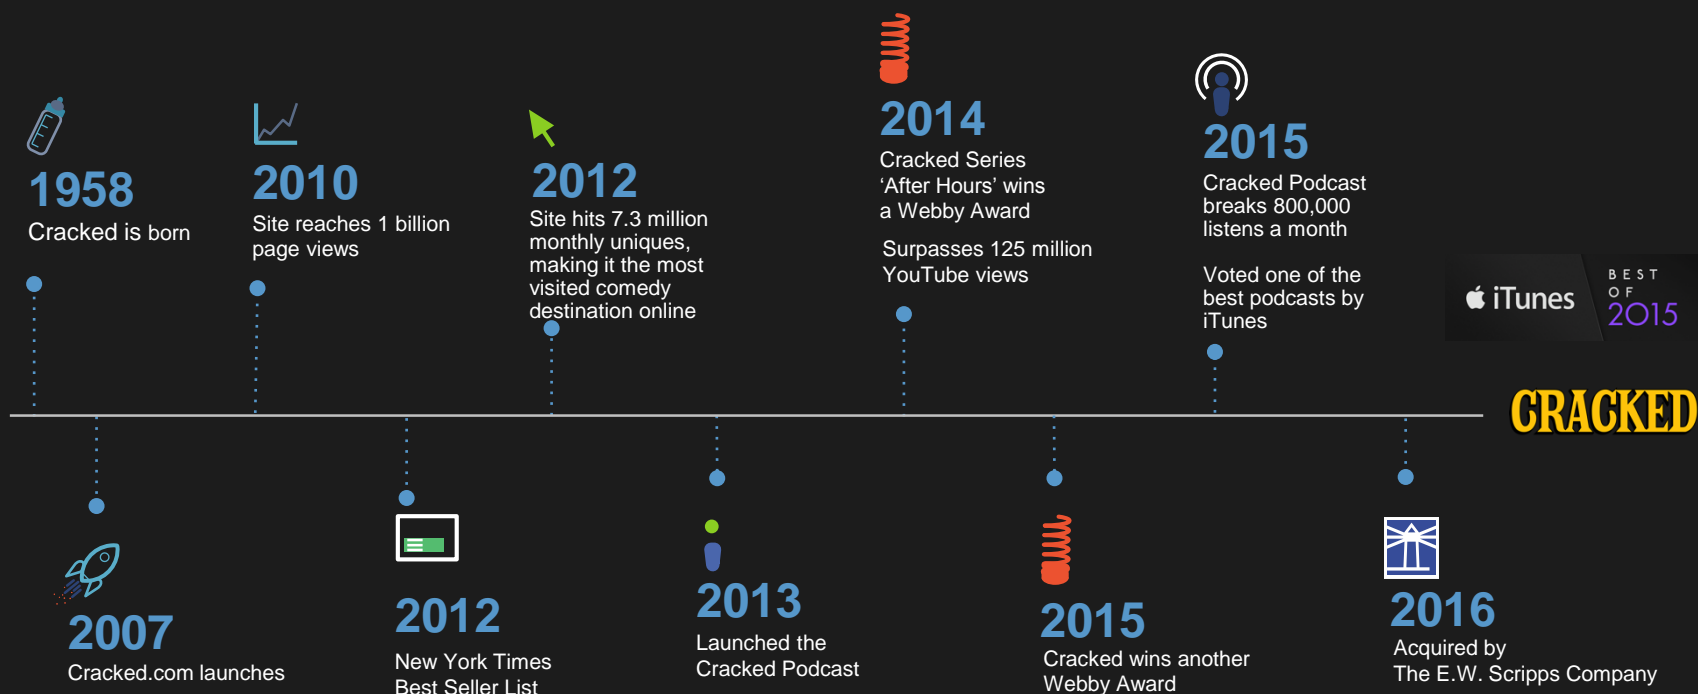 1958
Cracked is born
2010
Site reaches 1 billion
page views
2012
Site hits 7.3 million
monthly uniques,
making it the most
visited comedy
destination online
2014
Cracked Series
‘After Hours’ wins
a Webby Award
Surpasses 125 million
YouTube views
2015
Cracked Podcast
breaks 800,000
listens a month
Voted one of the
best podcasts by
iTunes
iTunes
BEST
OF
2015
CRACKED
2007
Cracked.com launches
2012
New York Times
Best Seller List
2013
Launched the
Cracked Podcast
2015
Cracked wins another
Webby Award
2016
Acquired by
The E.W. Scripps Company